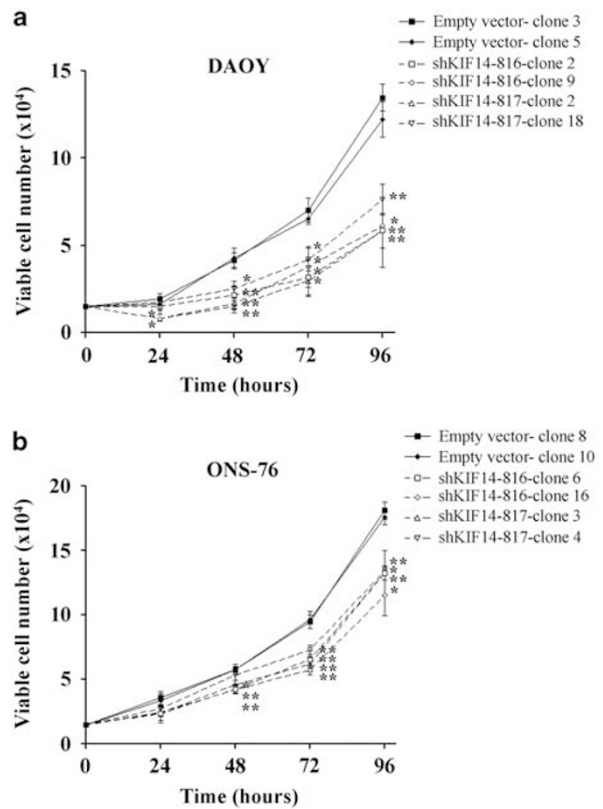 a
Empty vector- clone 3
Empty vector- clone 5
shKIF14-816-clone 2
shKIF14-816-clone 9
shKIF14-817-clone 2
shKIF14-817-clone 18
DAOY
Viable cell number (x10⁴)
15
10
5
0
0 24 48 72 96
Time (hours)
* * * ** ** ** * * * * ** * ** **
b
Empty vector- clone 8
Empty vector- clone 10
shKIF14-816-clone 6
shKIF14-816-clone 16
shKIF14-817-clone 3
shKIF14-817-clone 4
ONS-76
Viable cell number (x10⁴)
20
15
10
5
0
0 24 48 72 96
Time (hours)
** ** ** ** ** ** ** * ** *